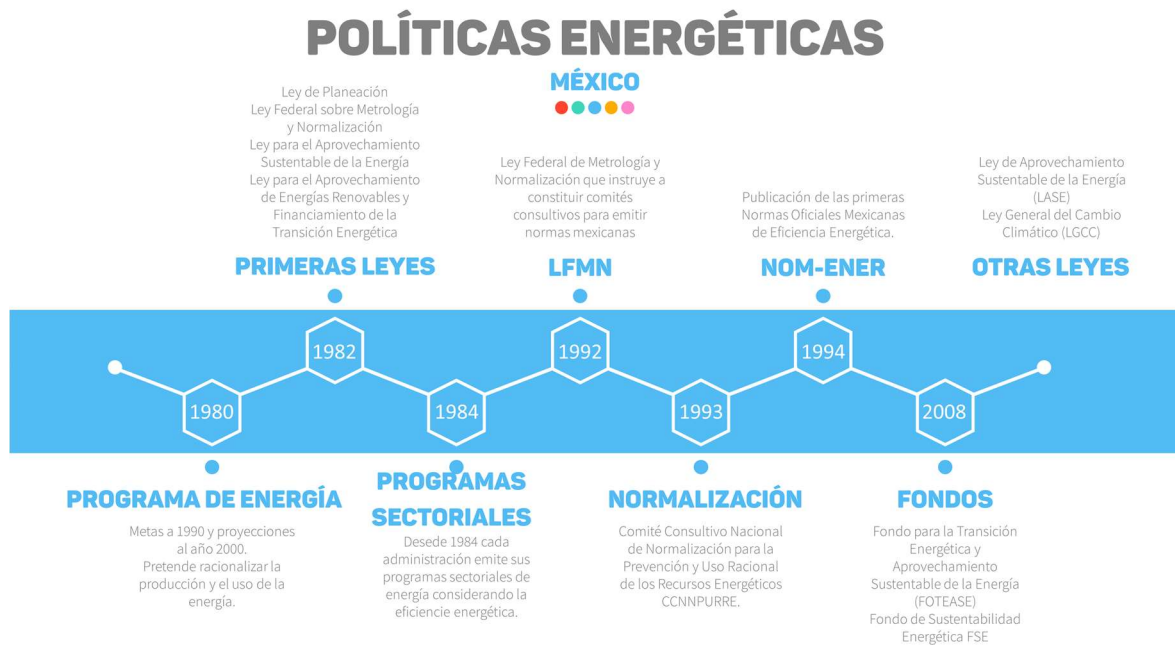 POLÍTICAS ENERGÉTICAS
MÉXICO
Ley de Planeación
Ley Federal sobre Metrología
y Normalización
Ley para el Aprovechamiento
Sustentable de la Energía
Ley para el Aprovechamiento
de Energías Renovables y
Financiamiento de la
Transición Energética
PRIMERAS LEYES
Ley Federal de Metrología y
Normalización que instruye a
constituir comités
consultivos para emitir
normas mexicanas
LFMN
Publicación de las primeras
Normas Oficiales Mexicanas
de Eficiencia Energética.
NOM-ENER
Ley de Aprovechamiento
Sustentable de la Energía
(LASE)
Ley General del Cambio
Climático (LGCC)
OTRAS LEYES
1980
1982
1984
1992
1993
1994
2008
PROGRAMA DE ENERGÍA
Metas a 1990 y proyecciones
al año 2000.
Pretende racionalizar la
producción y el uso de la
energía.
PROGRAMAS
SECTORIALES
Desede 1984 cada
administración emite sus
programas sectoriales de
energía considerando la
eficiencie energética.
NORMALIZACIÓN
Comité Consultivo Nacional
de Normalización para la
Prevención y Uso Racional
de los Recursos Energéticos
CCNNPURRE.
FONDOS
Fondo para la Transición
Energética y
Aprovechamiento
Sustentable de la Energía
(FOTEASE)
Fondo de Sustentabilidad
Energética FSE